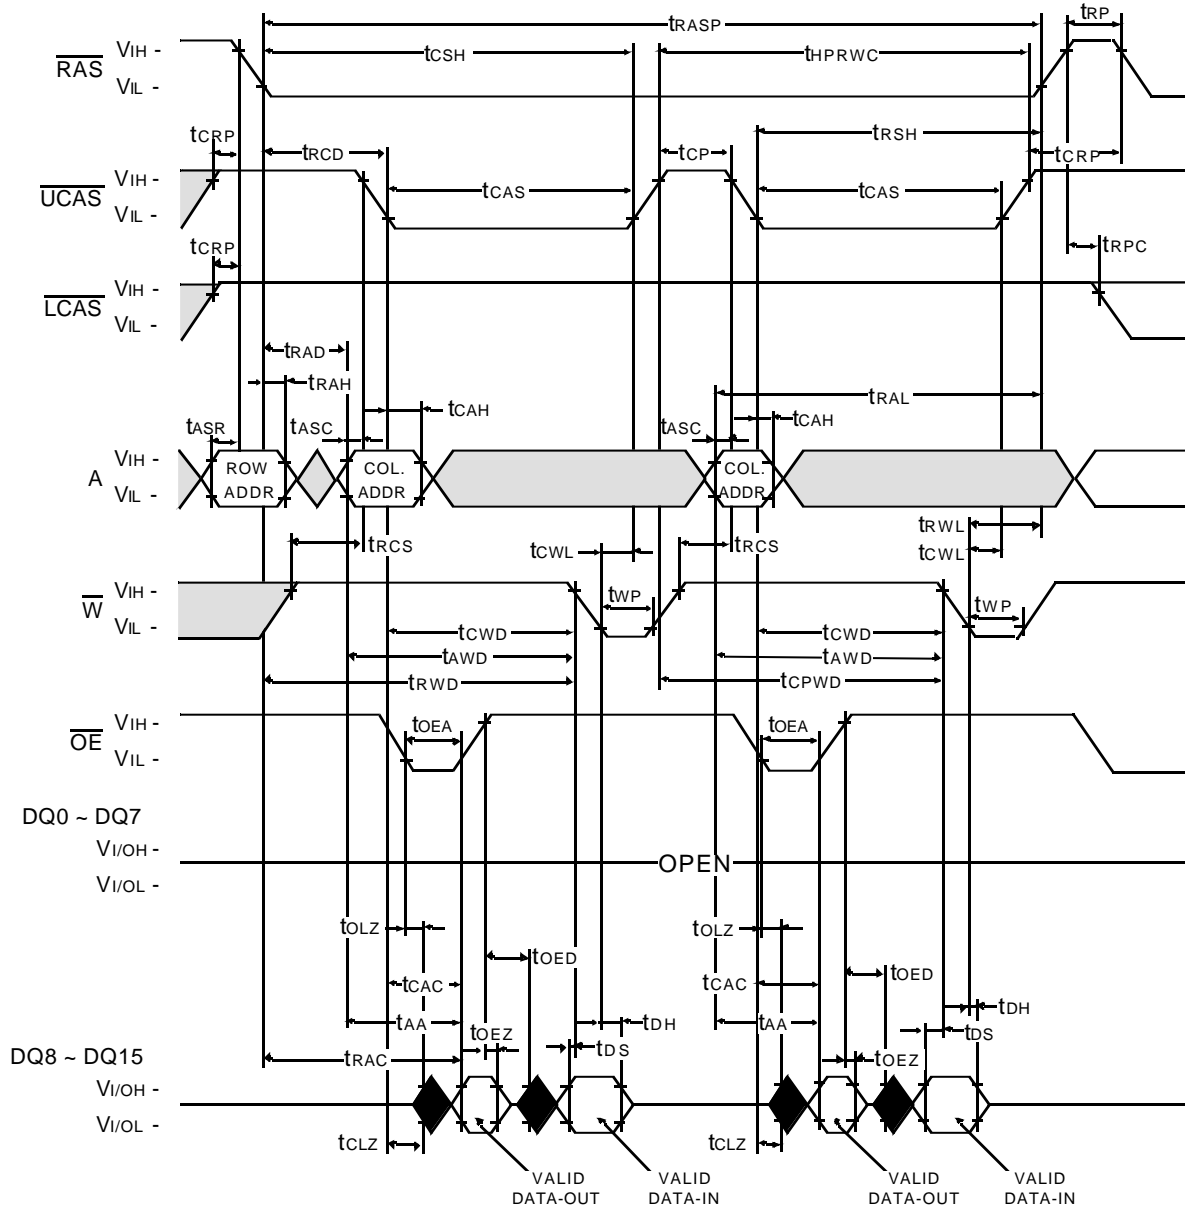 tRASP
tRP
VIH -
RAS
VIL -
tCSH
tHPRWC
tCRP
tRCD
tCP
tRSH
tCRP
VIH -
UCAS
VIL -
tCAS
tCAS
tCRP
tRPC
VIH -
LCAS
VIL -
tRAD
tRAH
tCAH
tRAL
tCAH
tASR
tASC
tASC
VIH -
A
VIL -
ROW
ADDR
COL.
ADDR
COL.
ADDR
tRWL
tRCS
tCWL
tRCS
tCWL
VIH -
W
VIL -
tWP
tWP
tCWD
tCWD
tAWD
tAWD
tRWD
tCPWD
VIH -
OE
VIL -
tOEA
tOEA
DQ0 ~ DQ7
VI/OH -
OPEN
VI/OL -
tOLZ
tOLZ
tOED
tOED
tCAC
tCAC
tAA
tOEZ
tDH
tAA
tDH
DQ8 ~ DQ15
tRAC
tDS
tOEZ
tDS
VI/OH -
VI/OL -
tCLZ
tCLZ
VALID
DATA-OUT
VALID
DATA-IN
VALID
DATA-OUT
VALID
DATA-IN